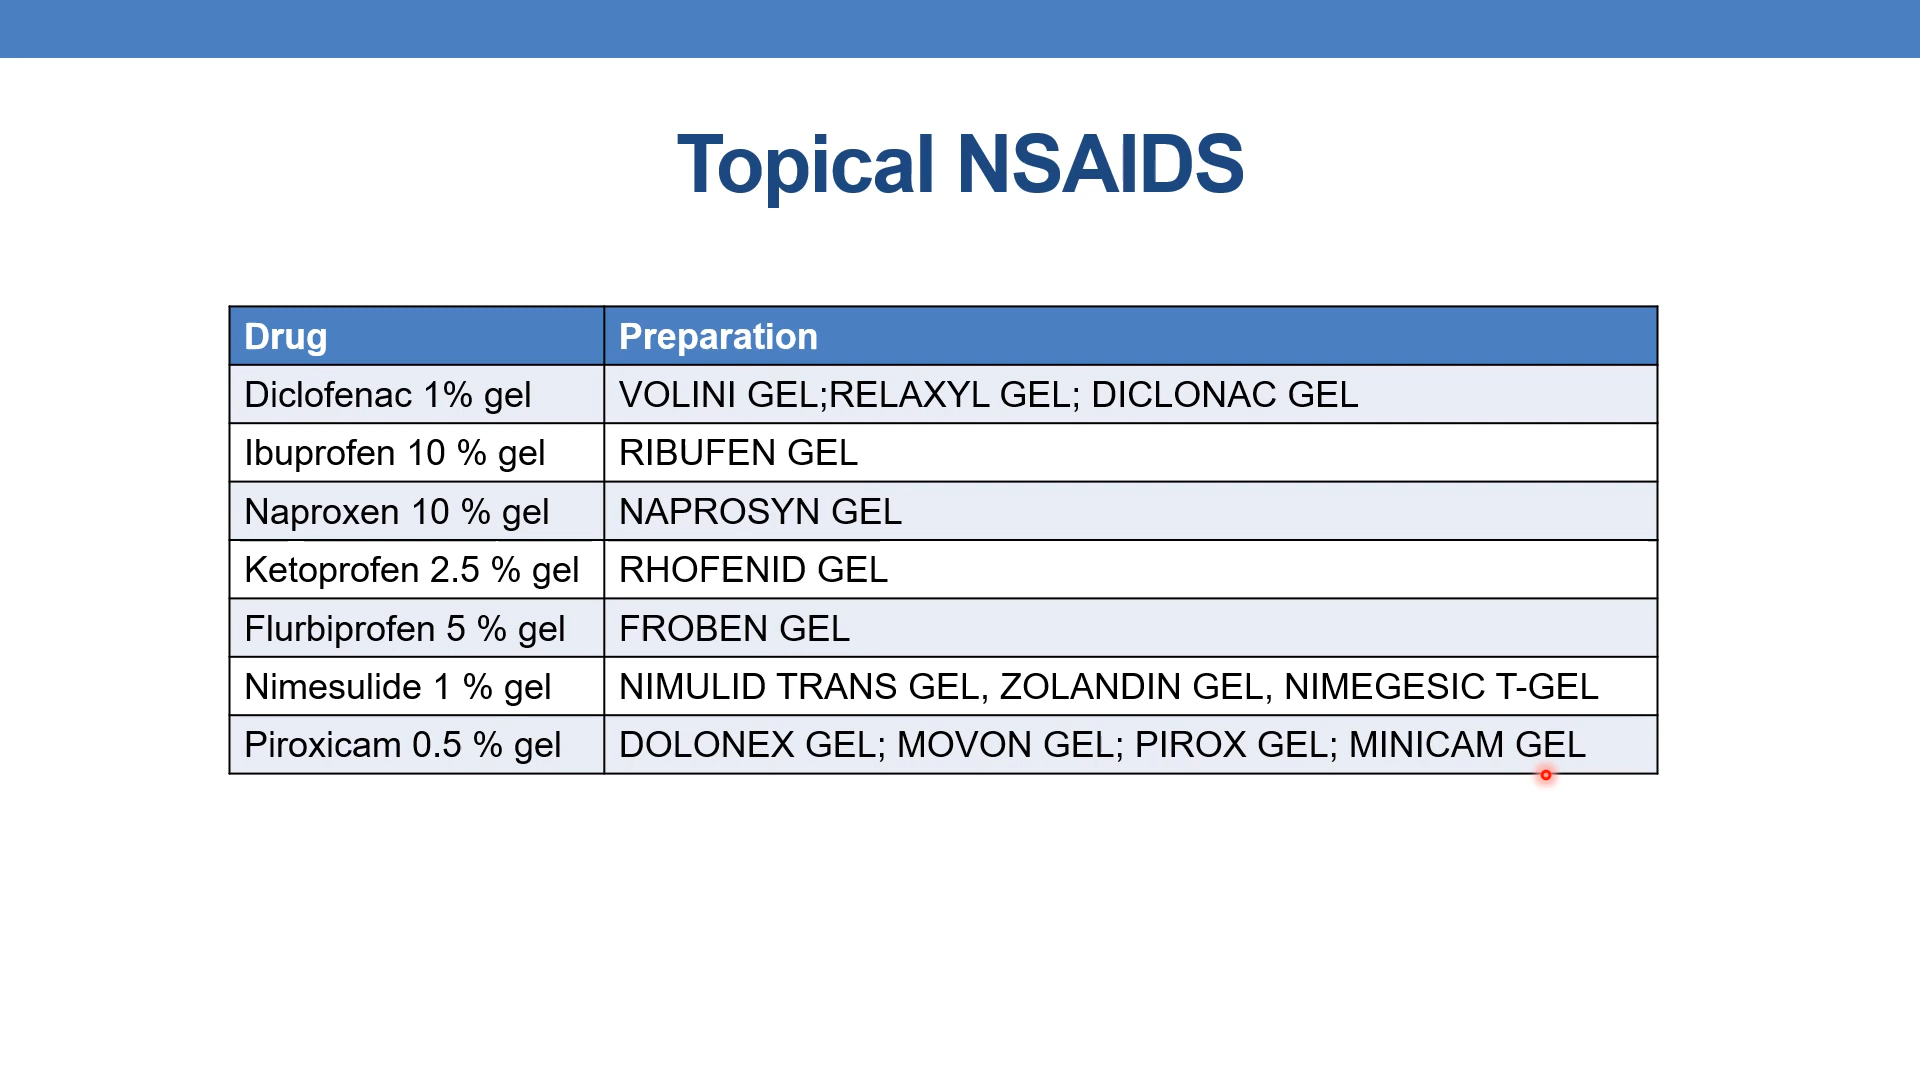 Topical NSAIDS
Drug Preparation
Diclofenac 1% gel VOLINI GEL;RELAXYL GEL; DICLONAC GEL
Ibuprofen 10 % gel RIBUFEN GEL
Naproxen 10 % gel NAPROSYN GEL
Ketoprofen 2.5 % gel RHOFENID GEL
Flurbiprofen 5 % gel FROBEN GEL
Nimesulide 1 % gel NIMULID TRANS GEL, ZOLANDIN GEL, NIMEGESIC T-GEL
Piroxicam 0.5 % gel DOLONEX GEL; MOVON GEL; PIROX GEL; MINICAM GEL